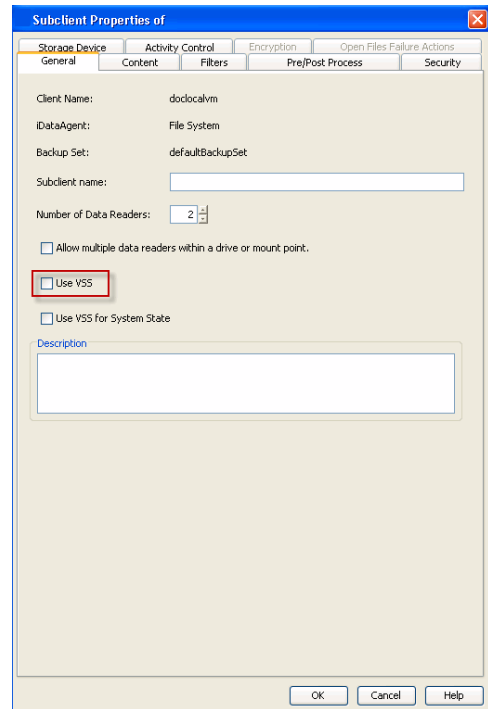 Subclient Properties of
Storage Device Activity Control Encryption Open Files Failure Actions
General Content Filters Pre/Post Process Security
Client Name: doclocalvm
iDataAgent: File System
Backup Set: defaultBackupSet
Subclient name:
Number of Data Readers: 2
Allow multiple data readers within a drive or mount point.
Use VSS
Use VSS for System State
Description
OK Cancel Help